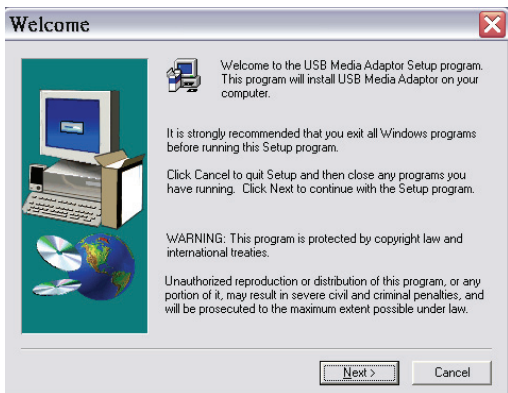 Welcome
Welcome to the USB Media Adaptor Setup program.
This program will install USB Media Adaptor on your
computer.
It is strongly recommended that you exit all Windows programs
before running this Setup program.
Click Cancel to quit Setup and then close any programs you
have running. Click Next to continue with the Setup program.
WARNING: This program is protected by copyright law and
international treaties.
Unauthorized reproduction or distribution of this program, or any
portion of it, may result in severe civil and criminal penalties, and
will be prosecuted to the maximum extent possible under law.
Next >
Cancel